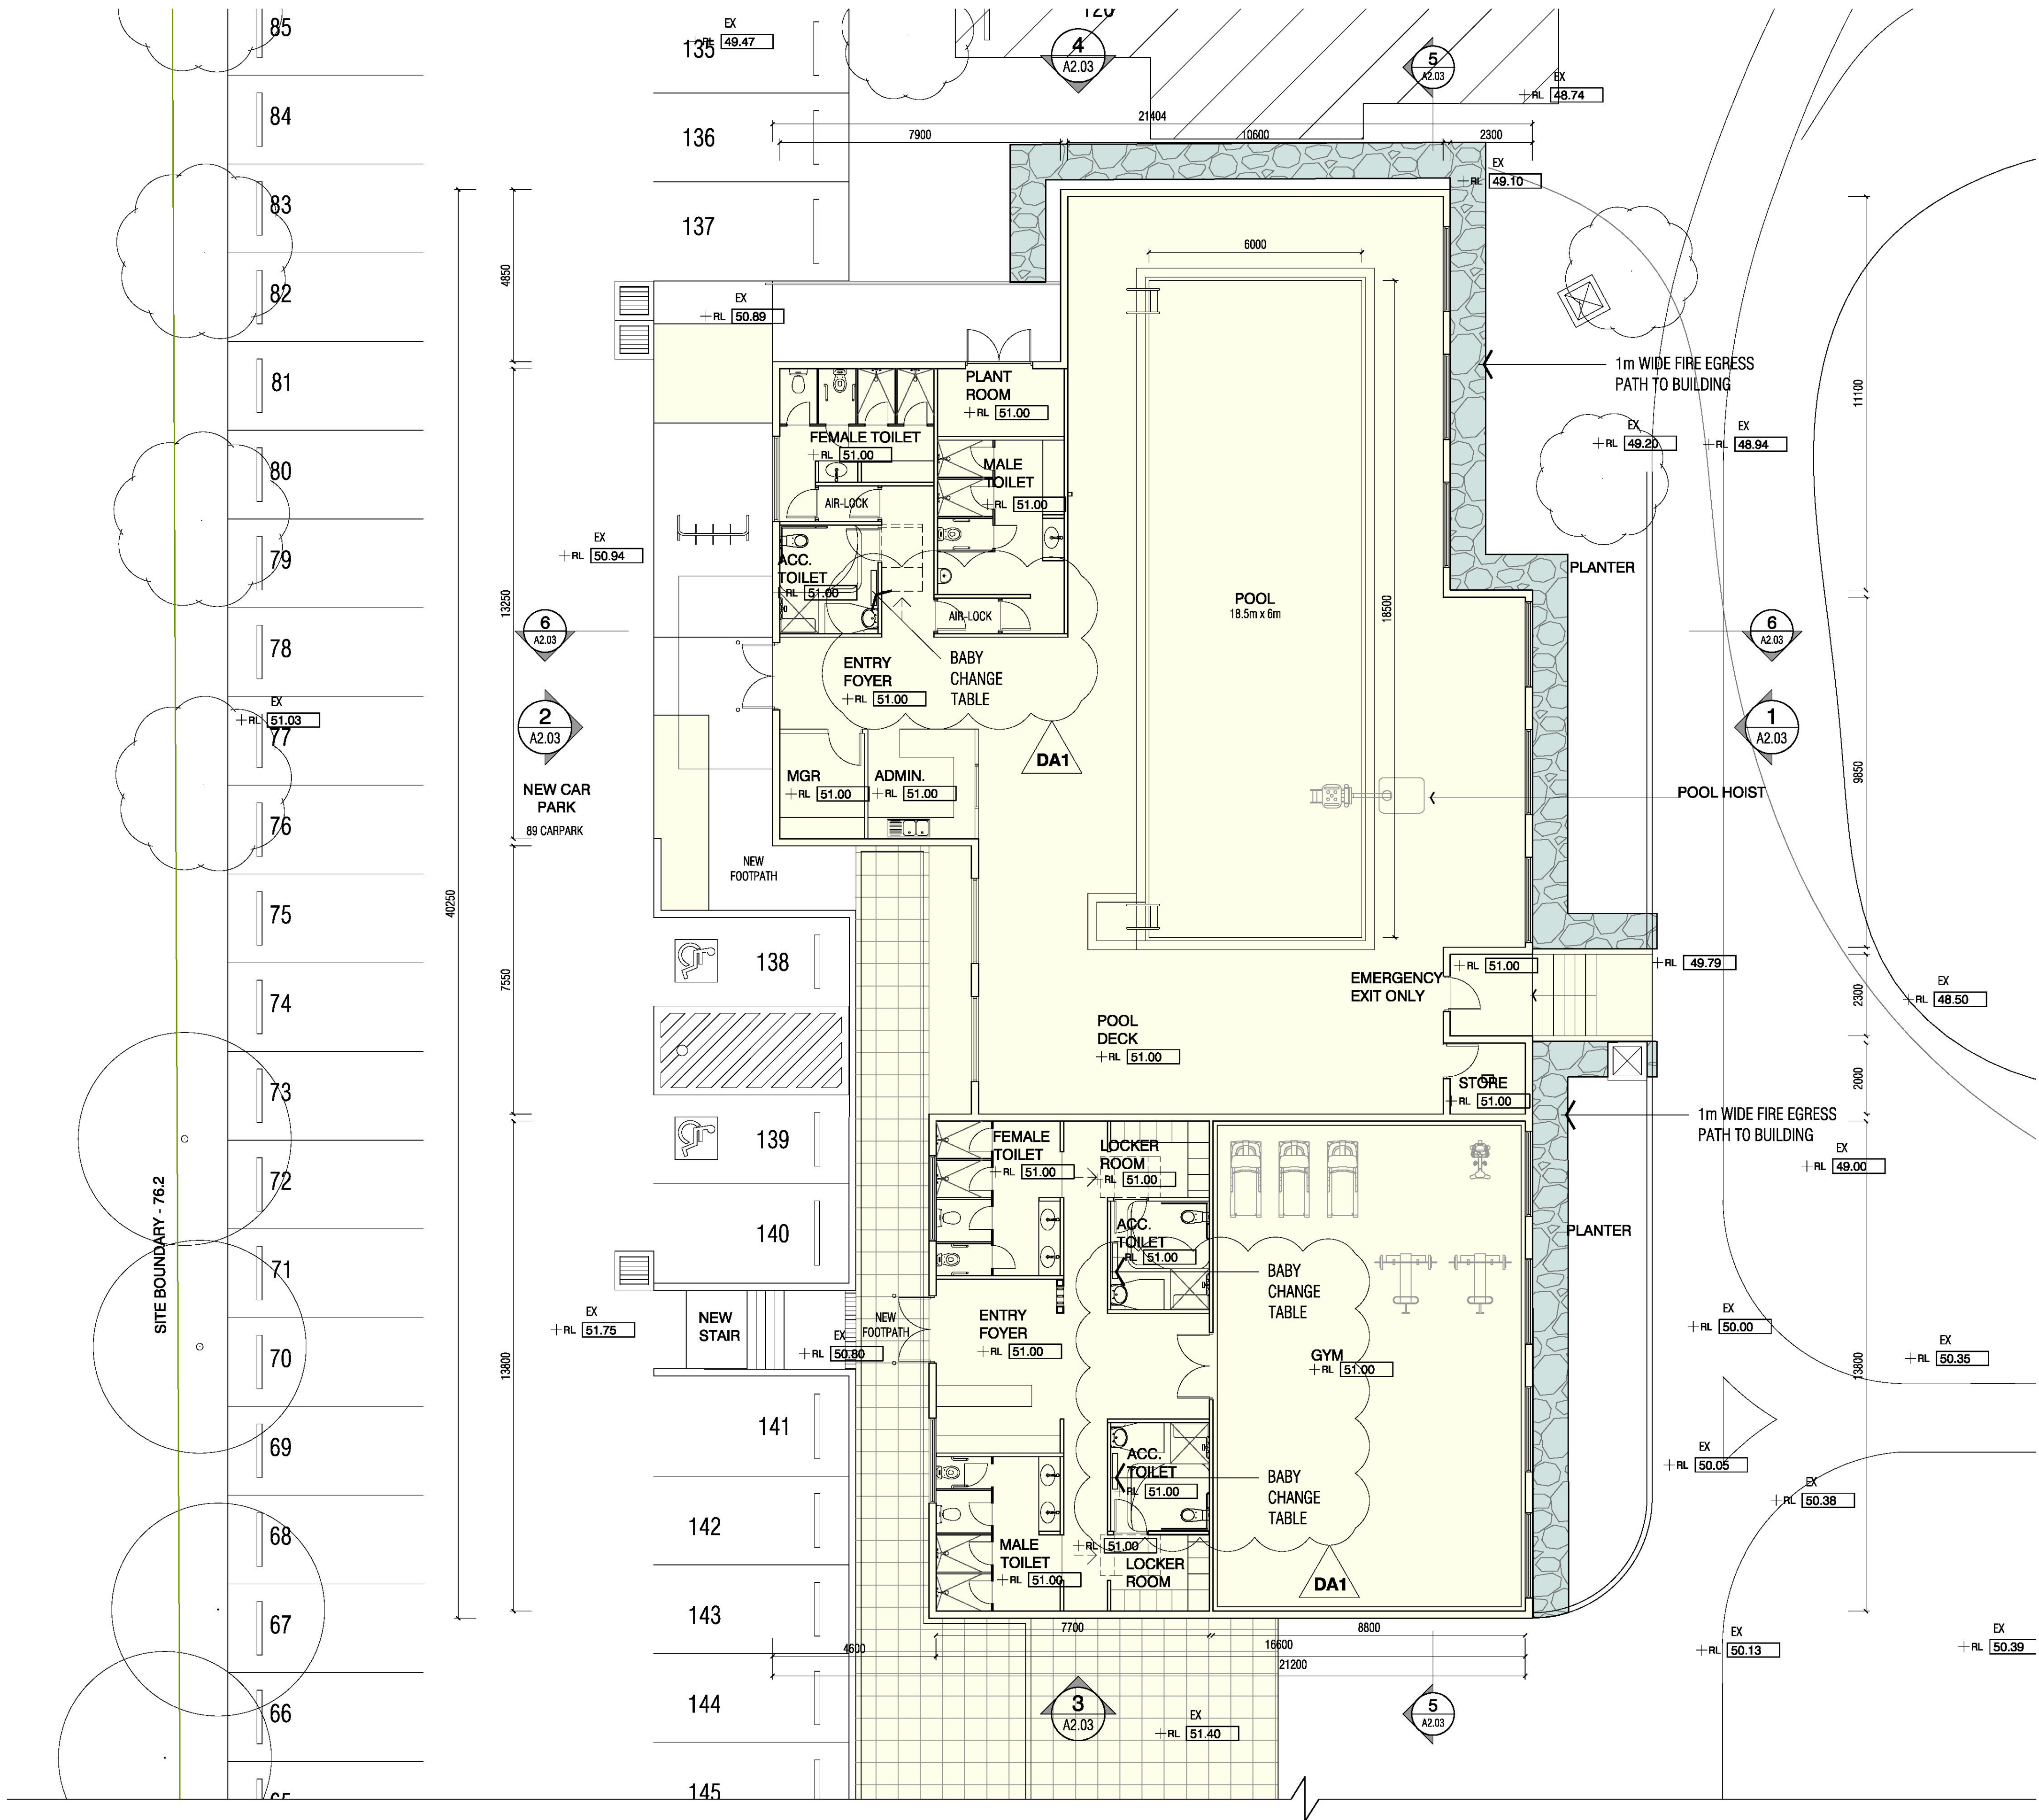 85
84
83
82
81
80
79
78
77
76
75
74
73
72
71
70
69
68
67
66
SITE BOUNDARY - 76.2
EX
RL 51.03
40250
4850
13250
7550
13800
EX
RL 50.94
6
A2.03
2
A2.03
NEW CAR
PARK
89 CARPARK
EX
RL 51.75
EX
RL 49.47
135
136
137
EX
RL 50.89
NEW
FOOTPATH
138
139
140
NEW
STAIR
EX
RL 50.80
NEW
FOOTPATH
141
142
143
144
145
4
A2.03
5
A2.03
EX
RL 48.74
21404
7900
10600
2300
EX
RL 49.10
6000
18500
PLANT
ROOM
RL 51.00
FEMALE TOILET
RL 51.00
MALE
TOILET
RL 51.00
AIR-LOCK
ACC.
TOILET
RL 51.00
AIR-LOCK
ENTRY
FOYER
RL 51.00
BABY
CHANGE
TABLE
DA1
MGR
RL 51.00
ADMIN.
RL 51.00
POOL
18.5m x 6m
1m WIDE FIRE EGRESS
PATH TO BUILDING
11100
EX
RL 49.20
EX
RL 48.94
PLANTER
6
A2.03
1
A2.03
9850
POOL HOIST
EMERGENCY
EXIT ONLY
RL 51.00
RL 49.79
2300
EX
RL 48.50
POOL
DECK
RL 51.00
STORE
RL 51.00
2000
1m WIDE FIRE EGRESS
PATH TO BUILDING
EX
RL 49.00
FEMALE
TOILET
RL 51.00
LOCKER
ROOM
RL 51.00
ACC.
TOILET
RL 51.00
BABY
CHANGE
TABLE
PLANTER
ENTRY
FOYER
RL 51.00
GYM
RL 51.00
EX
RL 50.00
EX
RL 50.35
13800
ACC.
TOILET
RL 51.00
BABY
CHANGE
TABLE
EX
RL 50.05
EX
RL 50.38
MALE
TOILET
RL 51.00
RL 51.00
LOCKER
ROOM
DA1
7700
8800
4600
16600
21200
EX
RL 50.13
EX
RL 50.39
3
A2.03
EX
RL 51.40
5
A2.03